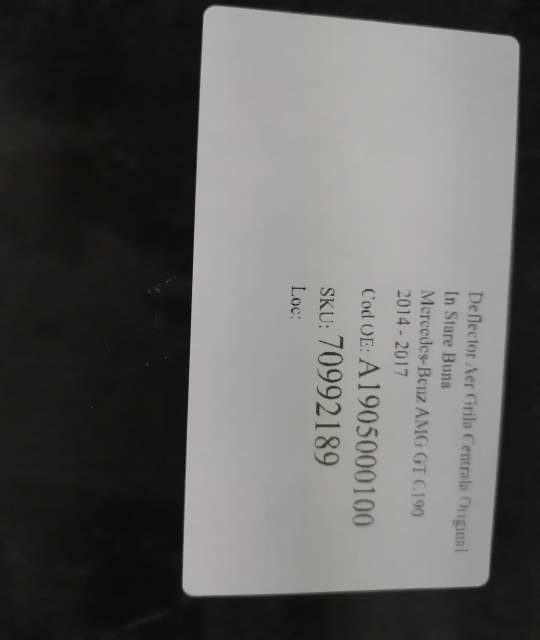 Deflector Aer Grila Centrala Original
In Stare Buna
Mercedes-Benz AMG GT C190
2014 - 2017
Cod OE: A1905000100
SKU: 70992189
Loc: